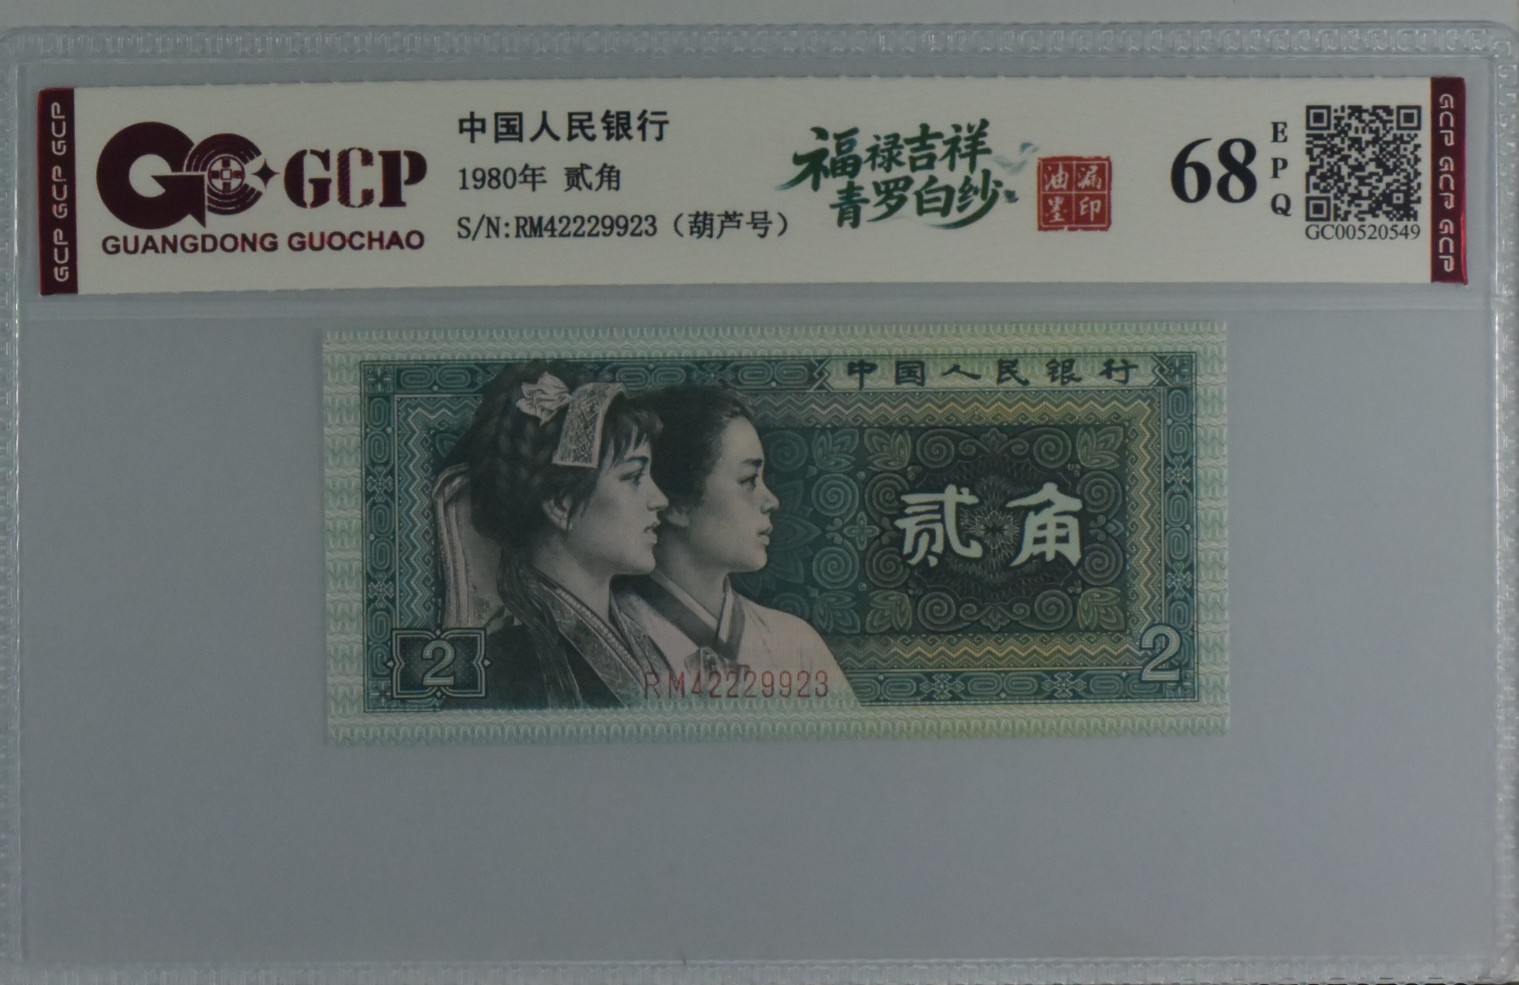 GCP GCP GCP
GCP
GUANGDONG GUOCHAO
中国人民银行
1980年 贰角
S/N:RM42229923（葫芦号）
福禄吉祥
青罗白纱
漏印
油墨
68
EPQ
GC00520549
GCP GCP GCP
中国人民银行
贰角
2
2
RM42229923